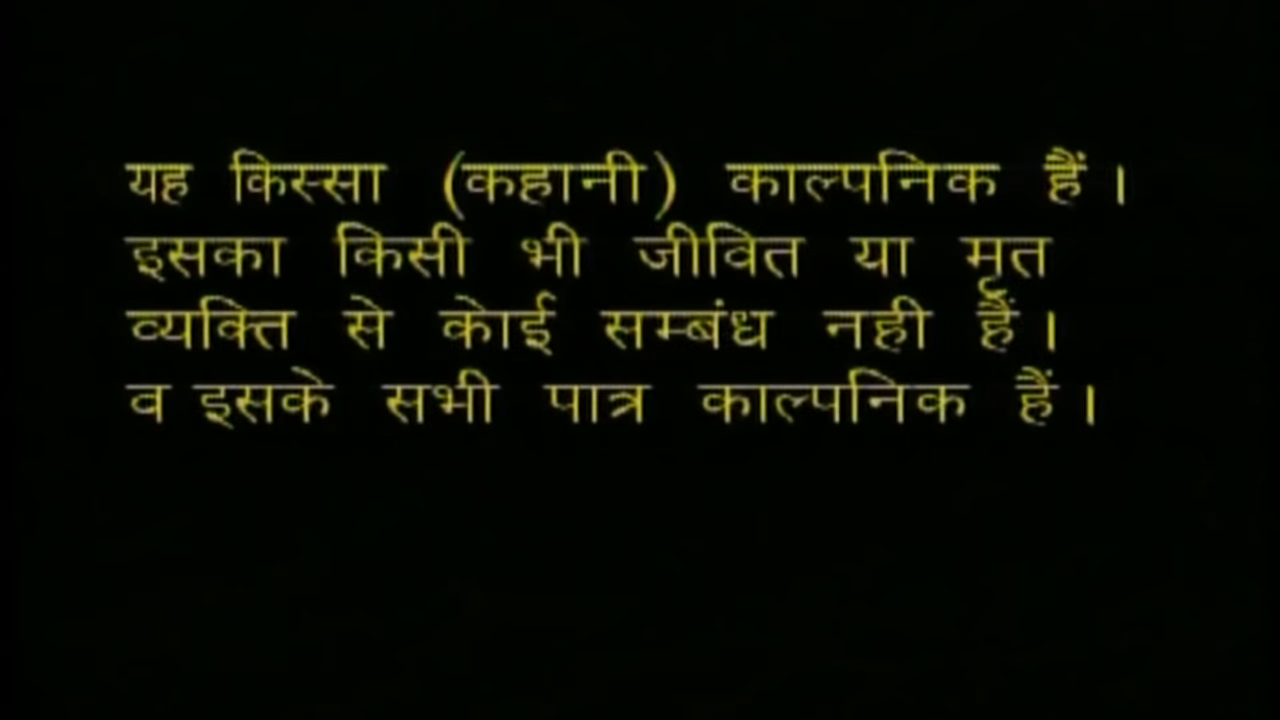 यह किस्सा (कहानी) काल्पनिक हैं ।
इसका किसी भी जीवित या मृत
व्यक्ति से कोई सम्बंध नही हैं ।
व इसके सभी पात्र काल्पनिक हैं ।